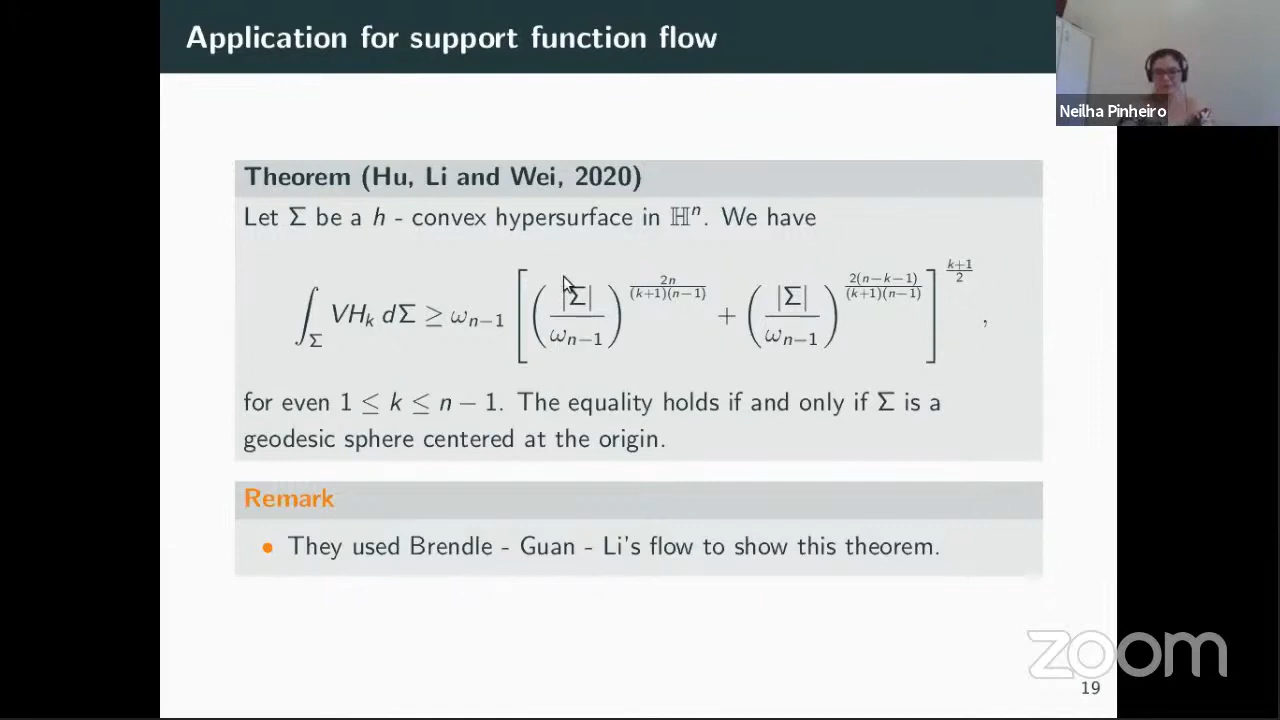 Application for support function flow
Neilha Pinheiro
Theorem (Hu, Li and Wei, 2020)
Let Σ be a h - convex hypersurface in ℍⁿ. We have
∫_Σ VH_k dΣ ≥ ω_{n−1} [ ( |Σ| / ω_{n−1} )^{2n / (k+1)(n−1)} + ( |Σ| / ω_{n−1} )^{2(n−k−1) / (k+1)(n−1)} ]^{(k+1)/2} ,
for even 1 ≤ k ≤ n − 1. The equality holds if and only if Σ is a
geodesic sphere centered at the origin.
Remark
• They used Brendle - Guan - Li's flow to show this theorem.
zoom
19